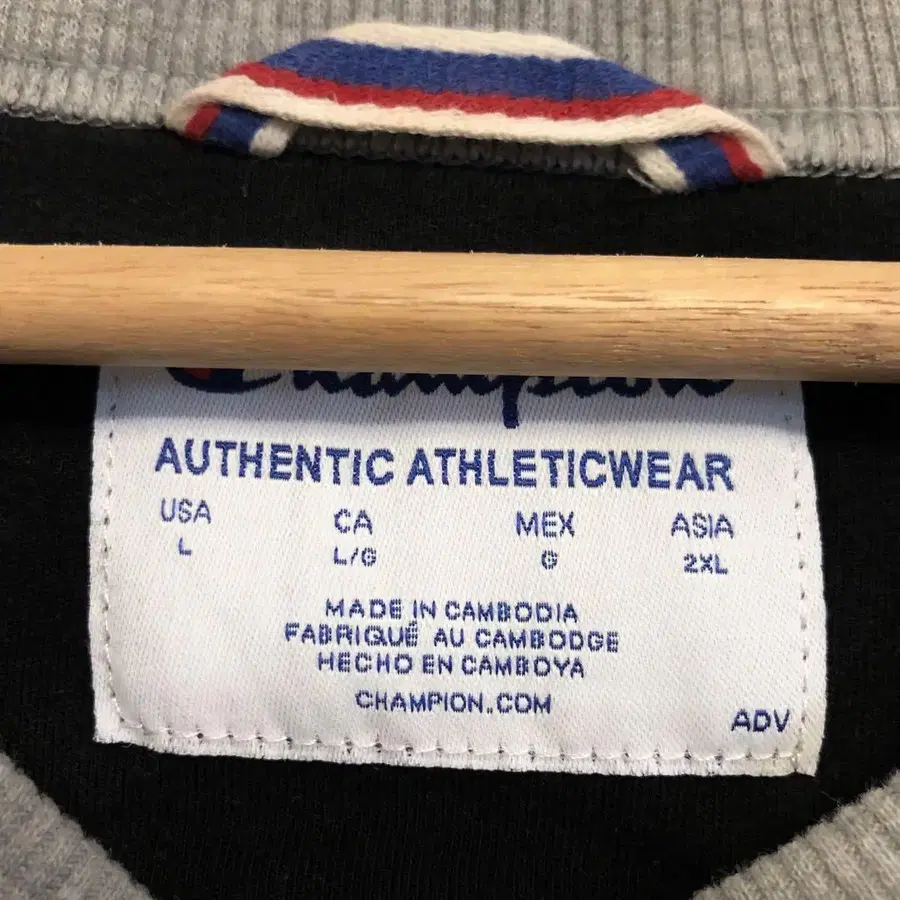 Champion
AUTHENTIC ATHLETICWEAR
USA CA MEX ASIA
L L/G G 2XL
MADE IN CAMBODIA
FABRIQUÉ AU CAMBODGE
HECHO EN CAMBOYA
CHAMPION.COM
ADV